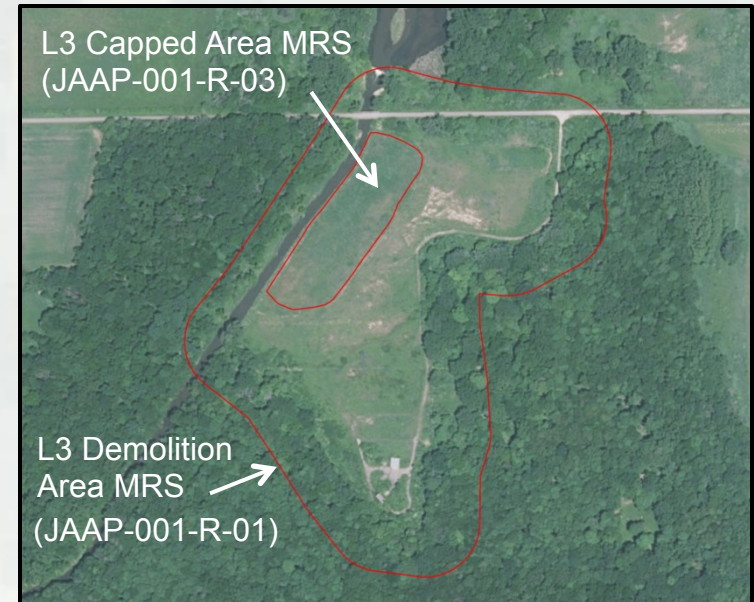 L3 Capped Area MRS
(JAAP-001-R-03)
L3 Demolition
Area MRS
(JAAP-001-R-01)